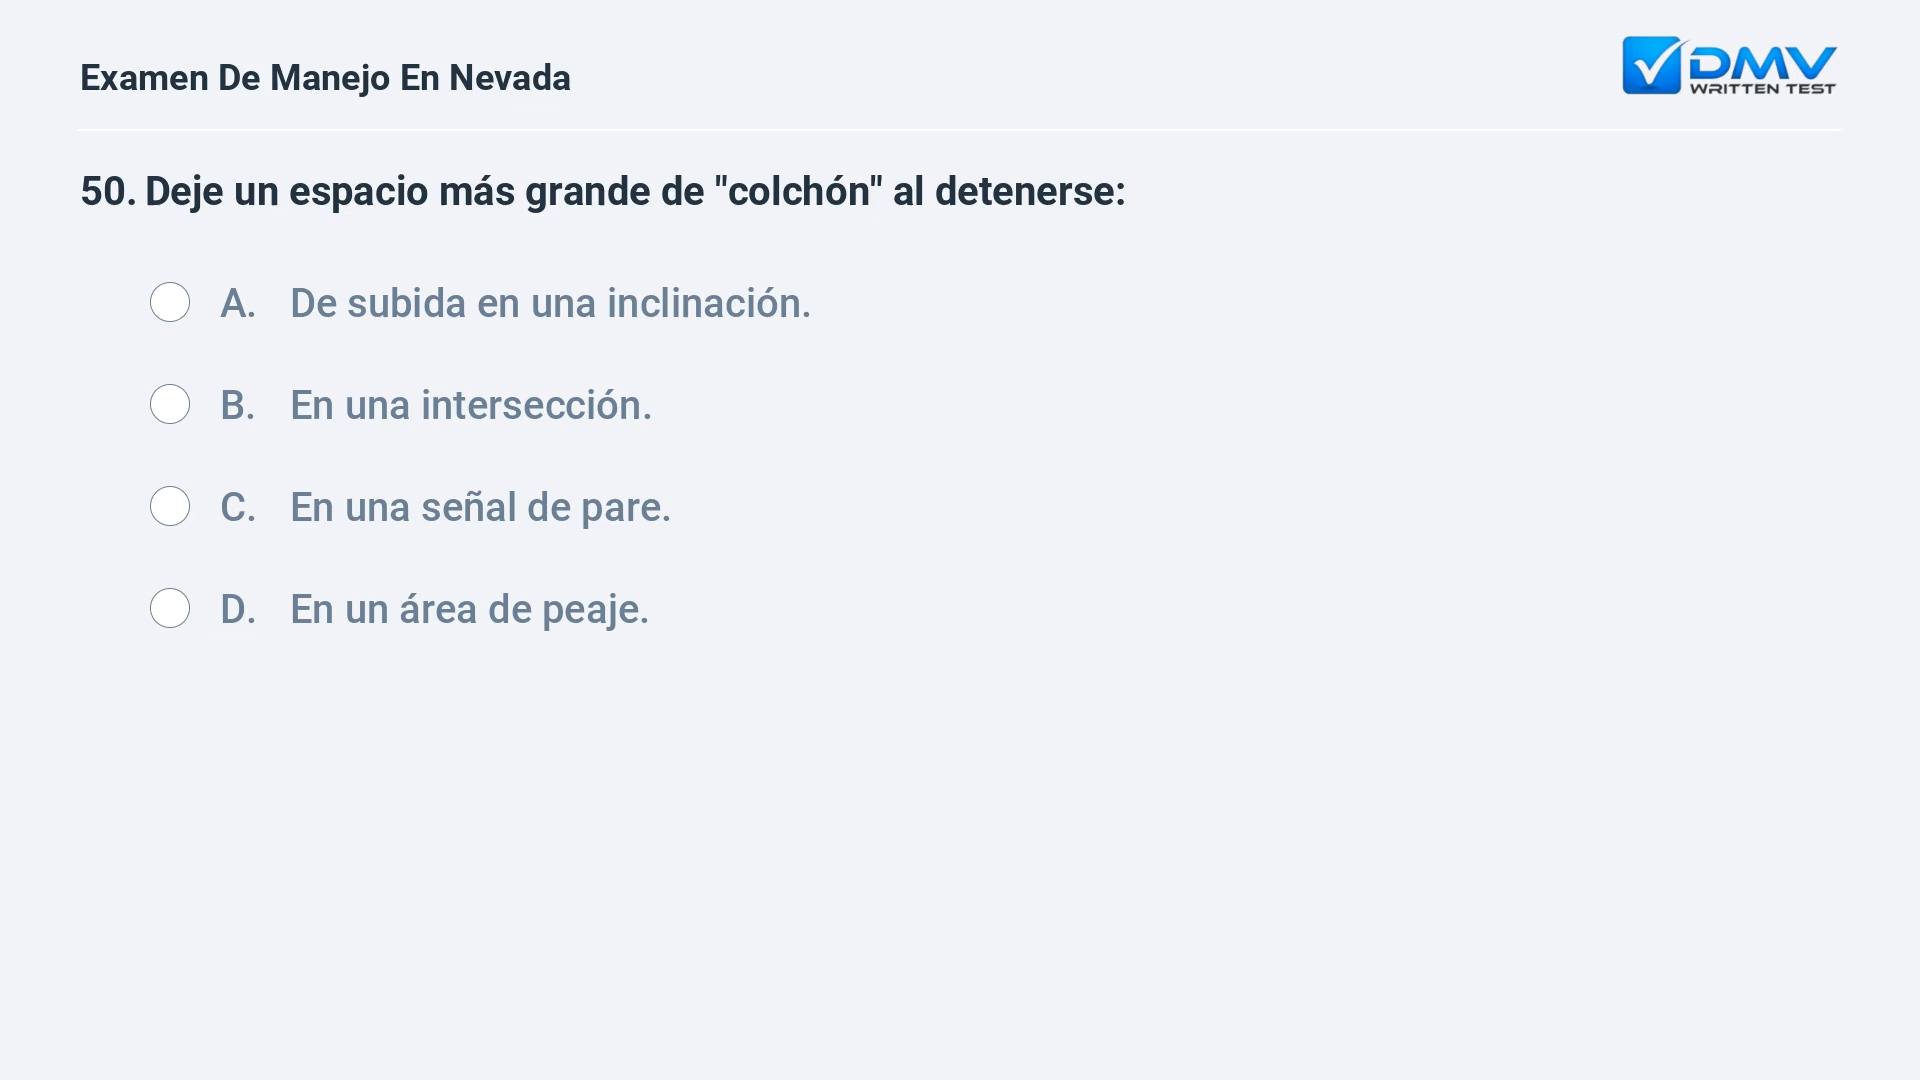 Examen De Manejo En Nevada
DMV
WRITTEN TEST
50. Deje un espacio más grande de "colchón" al detenerse:
A. De subida en una inclinación.
B. En una intersección.
C. En una señal de pare.
D. En un área de peaje.